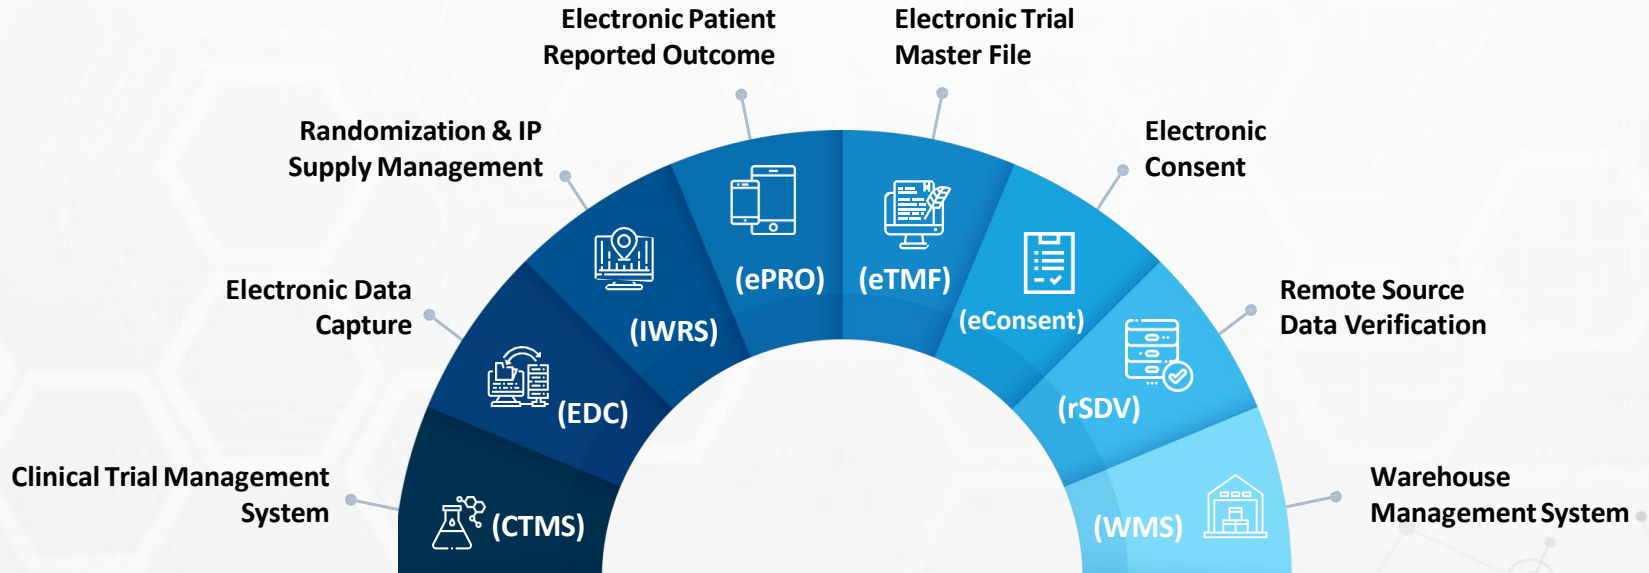 Electronic Patient
Reported Outcome
Electronic Trial
Master File
Randomization & IP
Supply Management
Electronic
Consent
Electronic Data
Capture
Remote Source
Data Verification
Clinical Trial Management
System
Warehouse
Management System
(CTMS)
(EDC)
(IWRS)
(ePRO)
(eTMF)
(eConsent)
(rSDV)
(WMS)